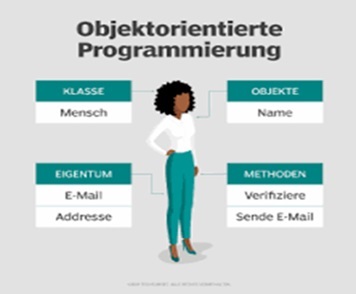 Objektorientierte
Programmierung
KLASSE
Mensch
OBJEKTE
Name
EIGENTUM
E-Mail
Addresse
METHODEN
Verifiziere
Sende E-Mail